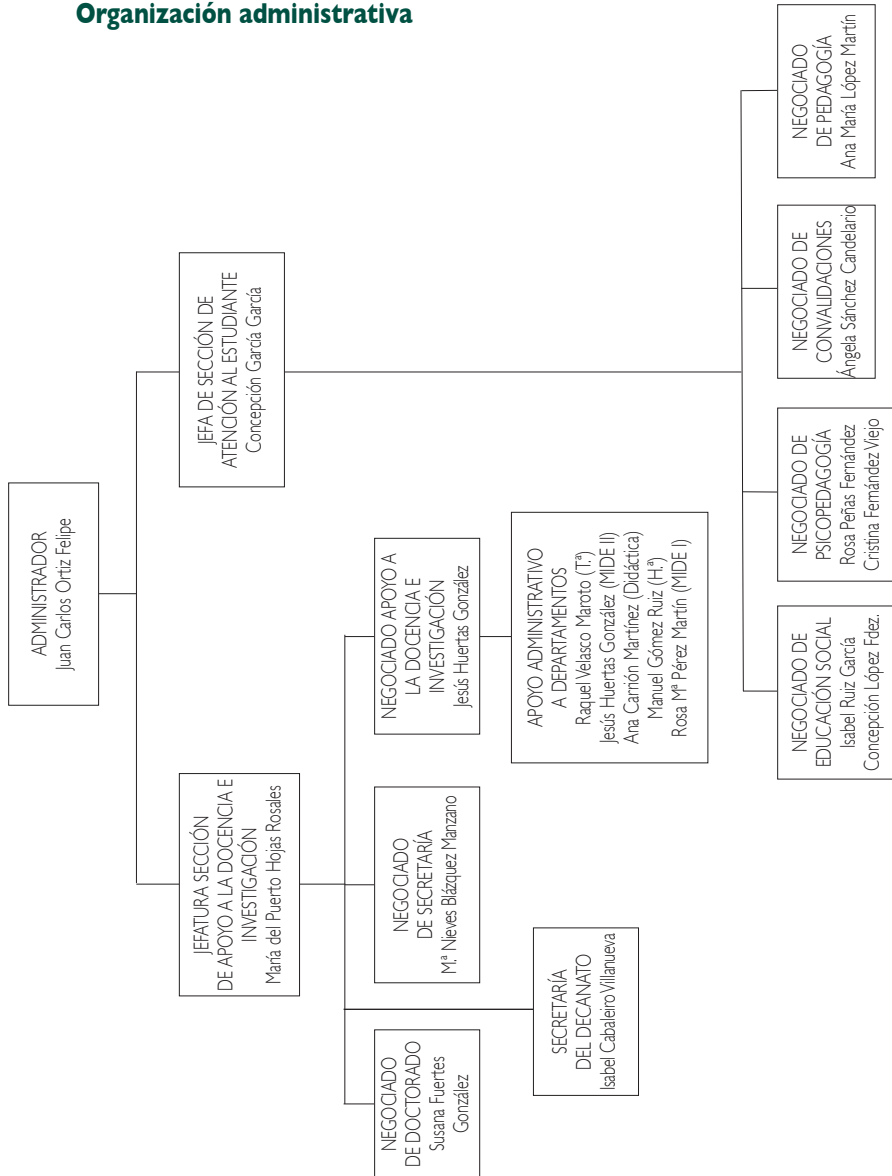 Organización administrativa
ADMINISTRADOR
Juan Carlos Ortiz Felipe
JEFATURA SECCIÓN
DE APOYO A LA DOCENCIA E
INVESTIGACIÓN
María del Puerto Hojas Rosales
JEFA DE SECCIÓN DE
ATENCIÓN AL ESTUDIANTE
Concepción García García
NEGOCIADO
DE DOCTORADO
Susana Fuertes
González
NEGOCIADO
DE SECRETARÍA
M.ª Nieves Blázquez Manzano
NEGOCIADO APOYO A
LA DOCENCIA E
INVESTIGACIÓN
Jesús Huertas González
SECRETARÍA
DEL DECANATO
Isabel Cabaleiro Villanueva
APOYO ADMINISTRATIVO
A DEPARTAMENTOS
Raquel Velasco Maroto (T.ª)
Jesús Huertas González (MIDE II)
Ana Carrión Martínez (Didáctica)
Manuel Gómez Ruiz (H.ª)
Rosa Mª Pérez Martín (MIDE I)
NEGOCIADO DE
EDUCACIÓN SOCIAL
Isabel Ruiz García
Concepción López Fdez.
NEGOCIADO DE
PSICOPEDAGOGÍA
Rosa Peñas Fernández
Cristina Fernández Viejo
NEGOCIADO DE
CONVALIDACIONES
Ángela Sánchez Candelario
NEGOCIADO
DE PEDAGOGÍA
Ana María López Martín